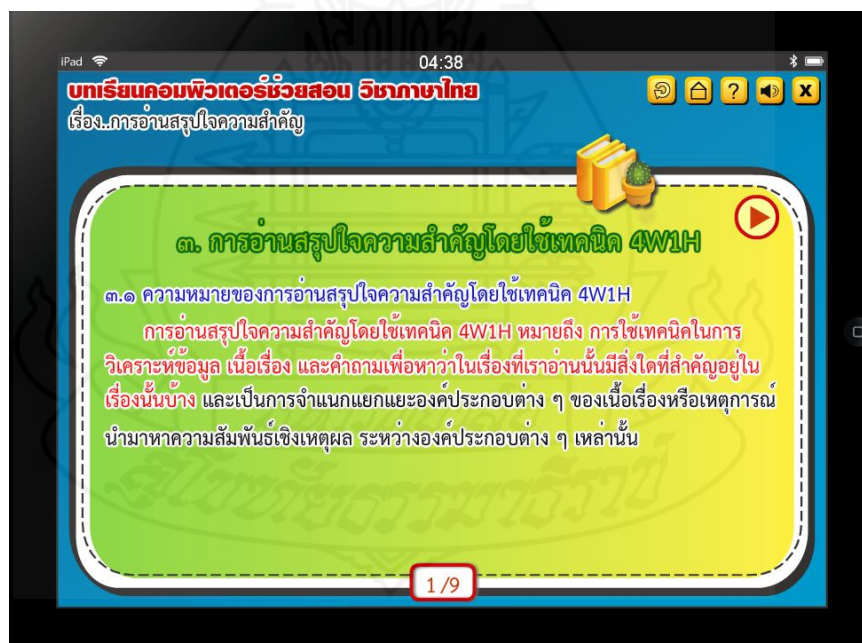 iPad
04:38
บทเรียนคอมพิวเตอร์ช่วยสอน วิชาภาษาไทย
เรื่อง..การอ่านสรุปใจความสำคัญ
? X
๓. การอ่านสรุปใจความสำคัญโดยใช้เทคนิค 4W1H
๓.๑ ความหมายของการอ่านสรุปใจความสำคัญโดยใช้เทคนิค 4W1H
การอ่านสรุปใจความสำคัญโดยใช้เทคนิค 4W1H หมายถึง การใช้เทคนิคในการ
วิเคราะห์ข้อมูล เนื้อเรื่อง และคำถามเพื่อหาว่าในเรื่องที่เราอ่านนั้นมีสิ่งใดที่สำคัญอยู่ใน
เรื่องนั้นบ้าง และเป็นการจำแนกแยกแยะองค์ประกอบต่าง ๆ ของเนื้อเรื่องหรือเหตุการณ์
นำมาหาความสัมพันธ์เชิงเหตุผล ระหว่างองค์ประกอบต่าง ๆ เหล่านั้น
1/9